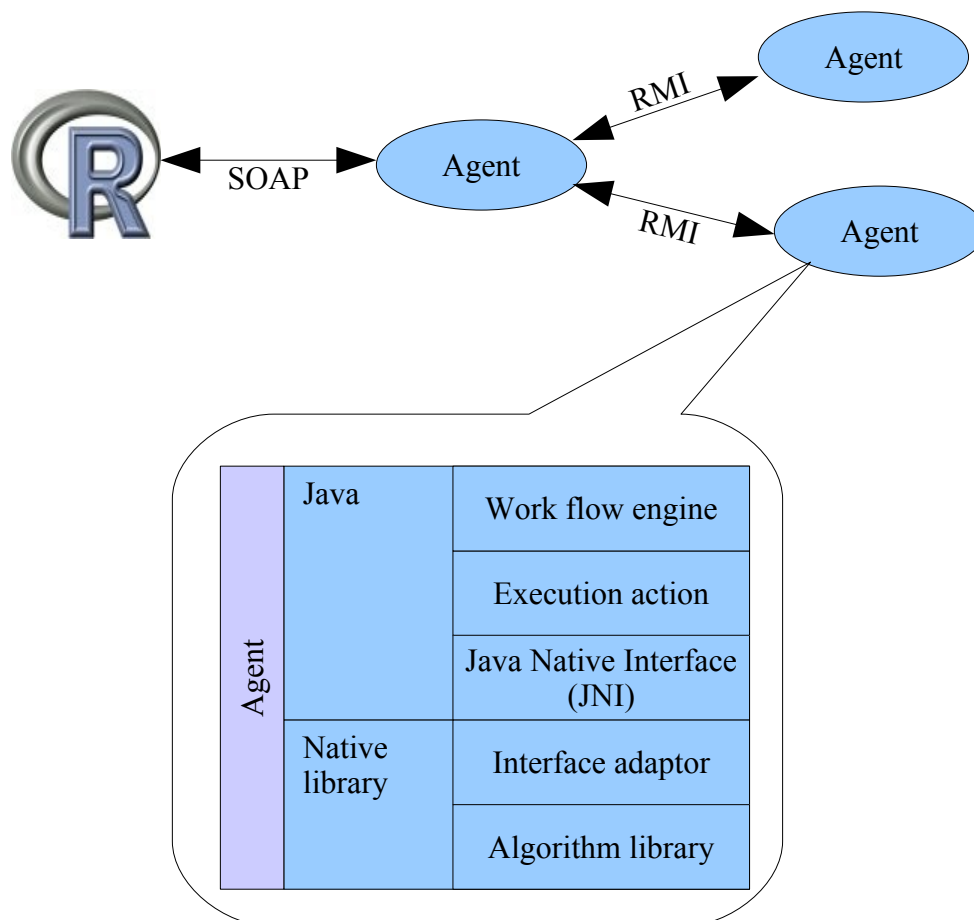 Agent
RMI
R
SOAP
Agent
RMI
Agent
Agent
Java
Work flow engine
Execution action
Java Native Interface
(JNI)
Native
library
Interface adaptor
Algorithm library